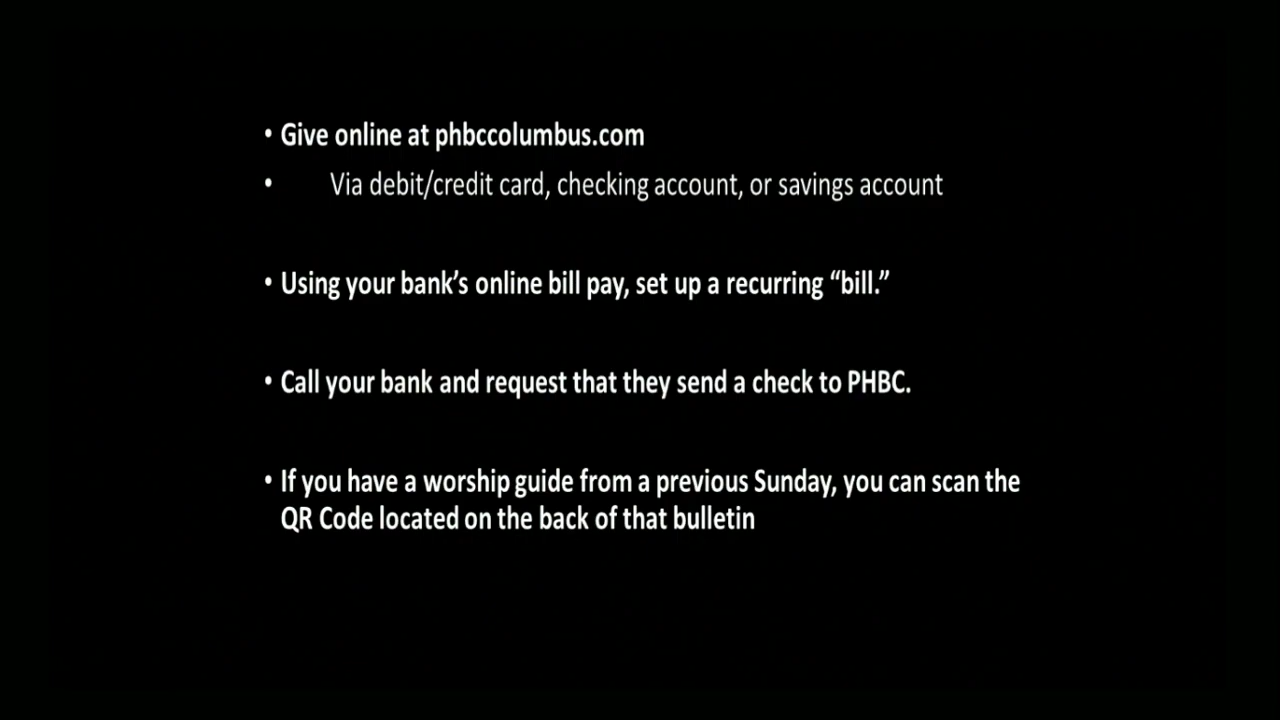 • Give online at phbccolumbus.com
• Via debit/credit card, checking account, or savings account
• Using your bank’s online bill pay, set up a recurring “bill.”
• Call your bank and request that they send a check to PHBC.
• If you have a worship guide from a previous Sunday, you can scan the
QR Code located on the back of that bulletin